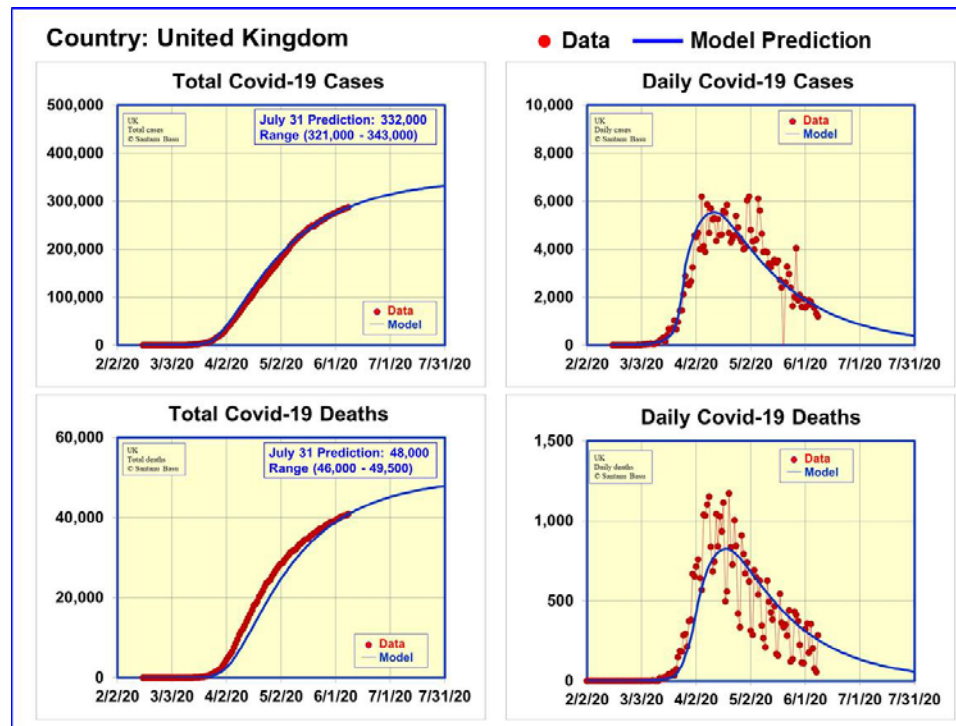 Country: United Kingdom
Data
Model Prediction
Total Covid-19 Cases
500,000
400,000
300,000
200,000
100,000
0
UK
Total cases
© Santanu Basu
July 31 Prediction: 332,000
Range (321,000 - 343,000)
Data
Model
2/2/20 3/3/20 4/2/20 5/2/20 6/1/20 7/1/20 7/31/20
Daily Covid-19 Cases
10,000
8,000
6,000
4,000
2,000
0
UK
Daily cases
© Santanu Basu
Data
Model
2/2/20 3/3/20 4/2/20 5/2/20 6/1/20 7/1/20 7/31/20
Total Covid-19 Deaths
60,000
40,000
20,000
0
UK
Total deaths
© Santanu Basu
July 31 Prediction: 48,000
Range (46,000 - 49,500)
Data
Model
2/2/20 3/3/20 4/2/20 5/2/20 6/1/20 7/1/20 7/31/20
Daily Covid-19 Deaths
1,500
1,000
500
0
UK
Daily deaths
© Santanu Basu
Data
Model
2/2/20 3/3/20 4/2/20 5/2/20 6/1/20 7/1/20 7/31/20